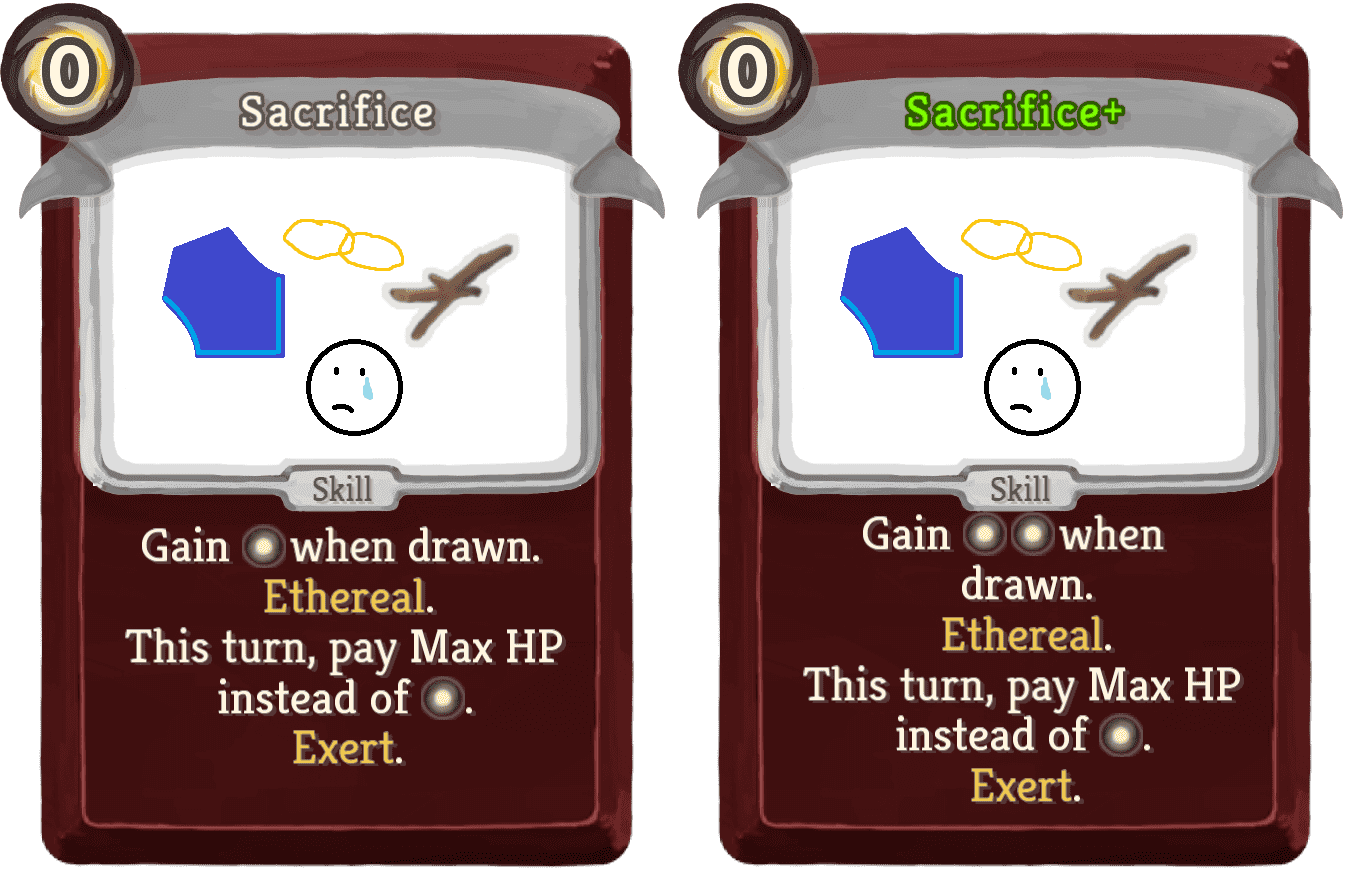 0
Sacrifice
Skill
Gain when drawn.
Ethereal.
This turn, pay Max HP
instead of .
Exert.
0
Sacrifice+
Skill
Gain when
drawn.
Ethereal.
This turn, pay Max HP
instead of .
Exert.